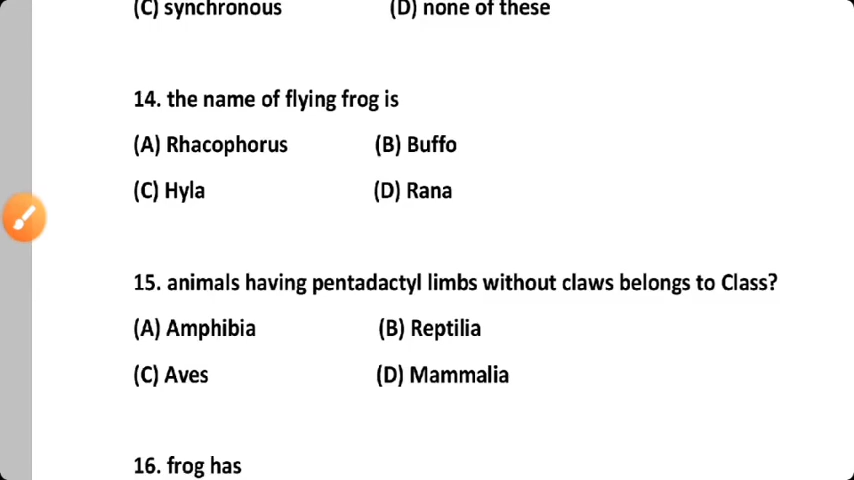 (C) synchronous (D) none of these
14. the name of flying frog is
(A) Rhacophorus (B) Buffo
(C) Hyla (D) Rana
15. animals having pentadactyl limbs without claws belongs to Class?
(A) Amphibia (B) Reptilia
(C) Aves (D) Mammalia
16. frog has